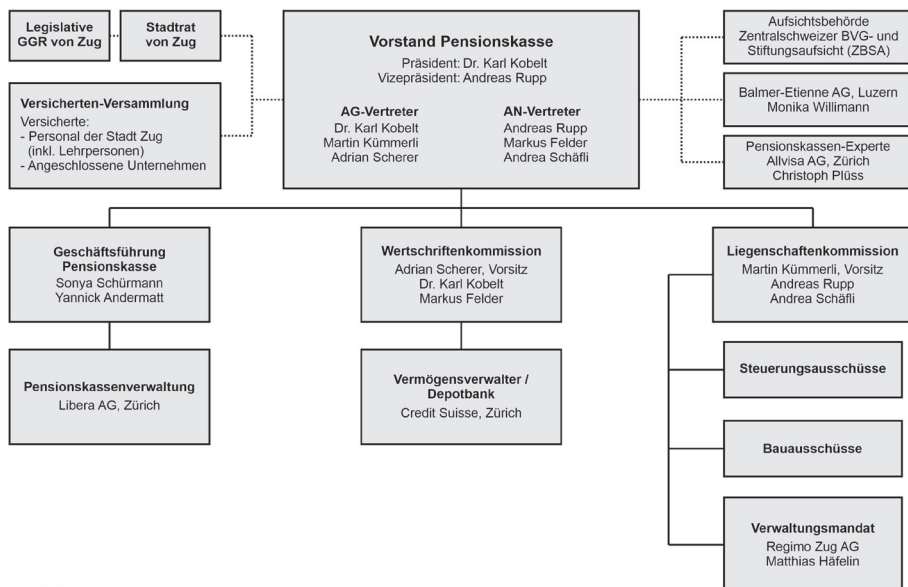 Legislative
GGR von Zug
Stadtrat
von Zug
Versicherten-Versammlung
Versicherte:
- Personal der Stadt Zug
(inkl. Lehrpersonen)
- Angeschlossene Unternehmen
Vorstand Pensionskasse
Präsident: Dr. Karl Kobelt
Vizepräsident: Andreas Rupp
AG-Vertreter
Dr. Karl Kobelt
Martin Kümmerli
Adrian Scherer
AN-Vertreter
Andreas Rupp
Markus Felder
Andrea Schäfli
Aufsichtsbehörde
Zentralschweizer BVG- und
Stiftungsaufsicht (ZBSA)
Balmer-Etienne AG, Luzern
Monika Willimann
Pensionskassen-Experte
Allvisa AG, Zürich
Christoph Plüss
Geschäftsführung
Pensionskasse
Sonya Schürmann
Yannick Andermatt
Wertschriftenkommission
Adrian Scherer, Vorsitz
Dr. Karl Kobelt
Markus Felder
Liegenschaftenkommission
Martin Kümmerli, Vorsitz
Andreas Rupp
Andrea Schäfli
Pensionskassenverwaltung
Libera AG, Zürich
Vermögensverwalter /
Depotbank
Credit Suisse, Zürich
Steuerungsausschüsse
Bauausschüsse
Verwaltungsmandat
Regimo Zug AG
Matthias Häfelin